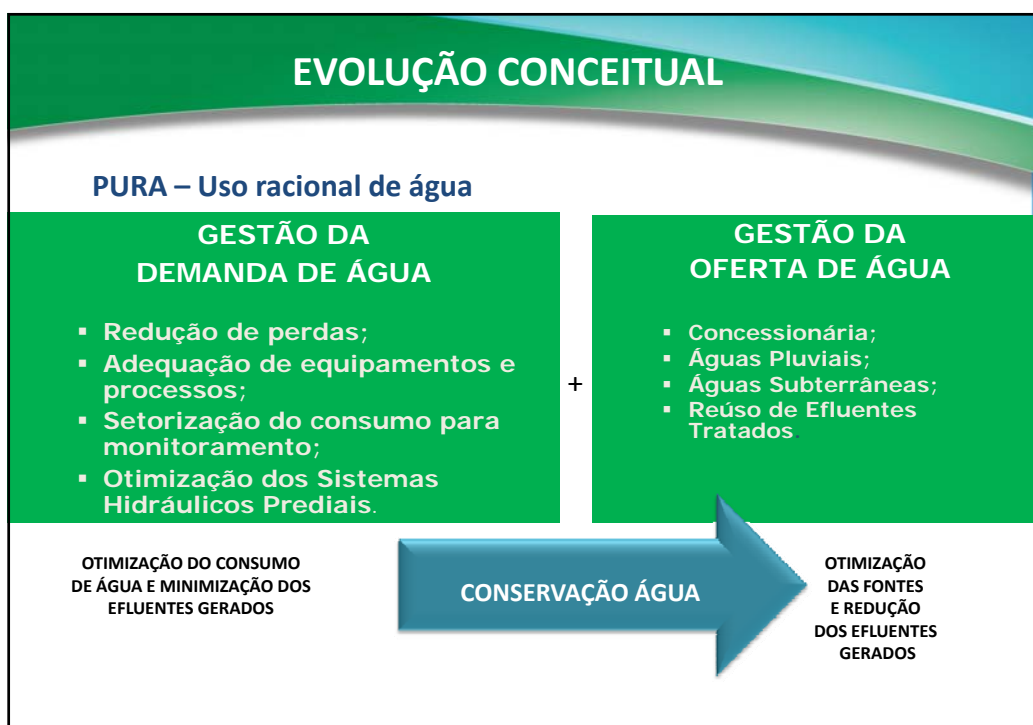 EVOLUÇÃO CONCEITUAL
PURA – Uso racional de água
GESTÃO DA
DEMANDA DE ÁGUA
▪ Redução de perdas;
▪ Adequação de equipamentos e
processos;
▪ Setorização do consumo para
monitoramento;
▪ Otimização dos Sistemas
Hidráulicos Prediais.
+
GESTÃO DA
OFERTA DE ÁGUA
▪ Concessionária;
▪ Águas Pluviais;
▪ Águas Subterrâneas;
▪ Reúso de Efluentes
Tratados.
OTIMIZAÇÃO DO CONSUMO
DE ÁGUA E MINIMIZAÇÃO DOS
EFLUENTES GERADOS
CONSERVAÇÃO ÁGUA
OTIMIZAÇÃO
DAS FONTES
E REDUÇÃO
DOS EFLUENTES
GERADOS